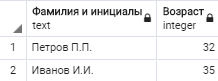 Фамилия и инициалы Возраст
text integer
1 Петров П.П. 32
2 Иванов И.И. 35